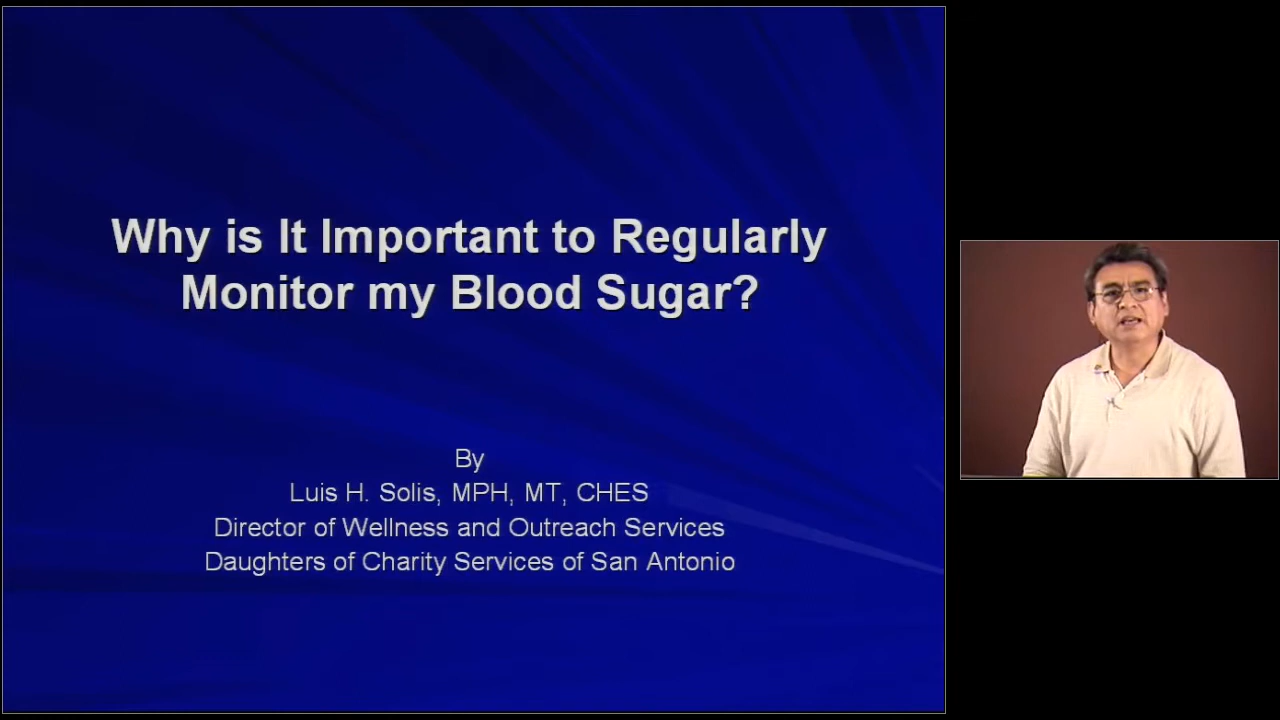 Why is It Important to Regularly
Monitor my Blood Sugar?
By
Luis H. Solis, MPH, MT, CHES
Director of Wellness and Outreach Services
Daughters of Charity Services of San Antonio